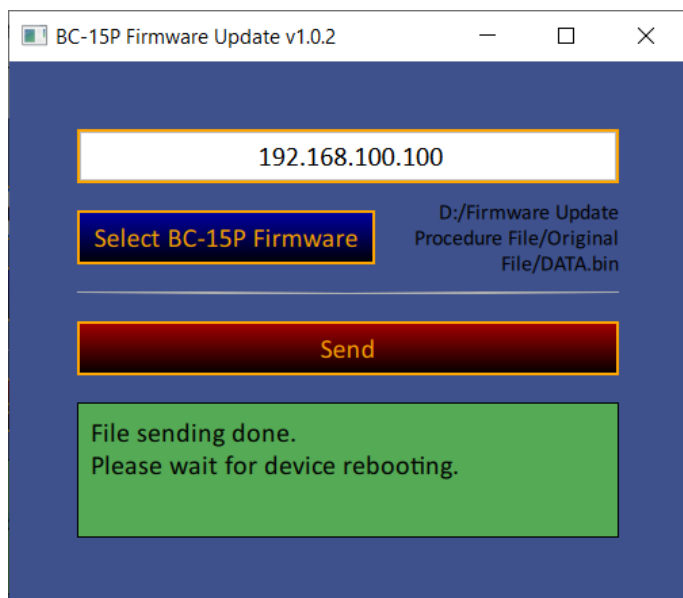 BC-15P Firmware Update v1.0.2
192.168.100.100
Select BC-15P Firmware
D:/Firmware Update
Procedure File/Original
File/DATA.bin
Send
File sending done.
Please wait for device rebooting.